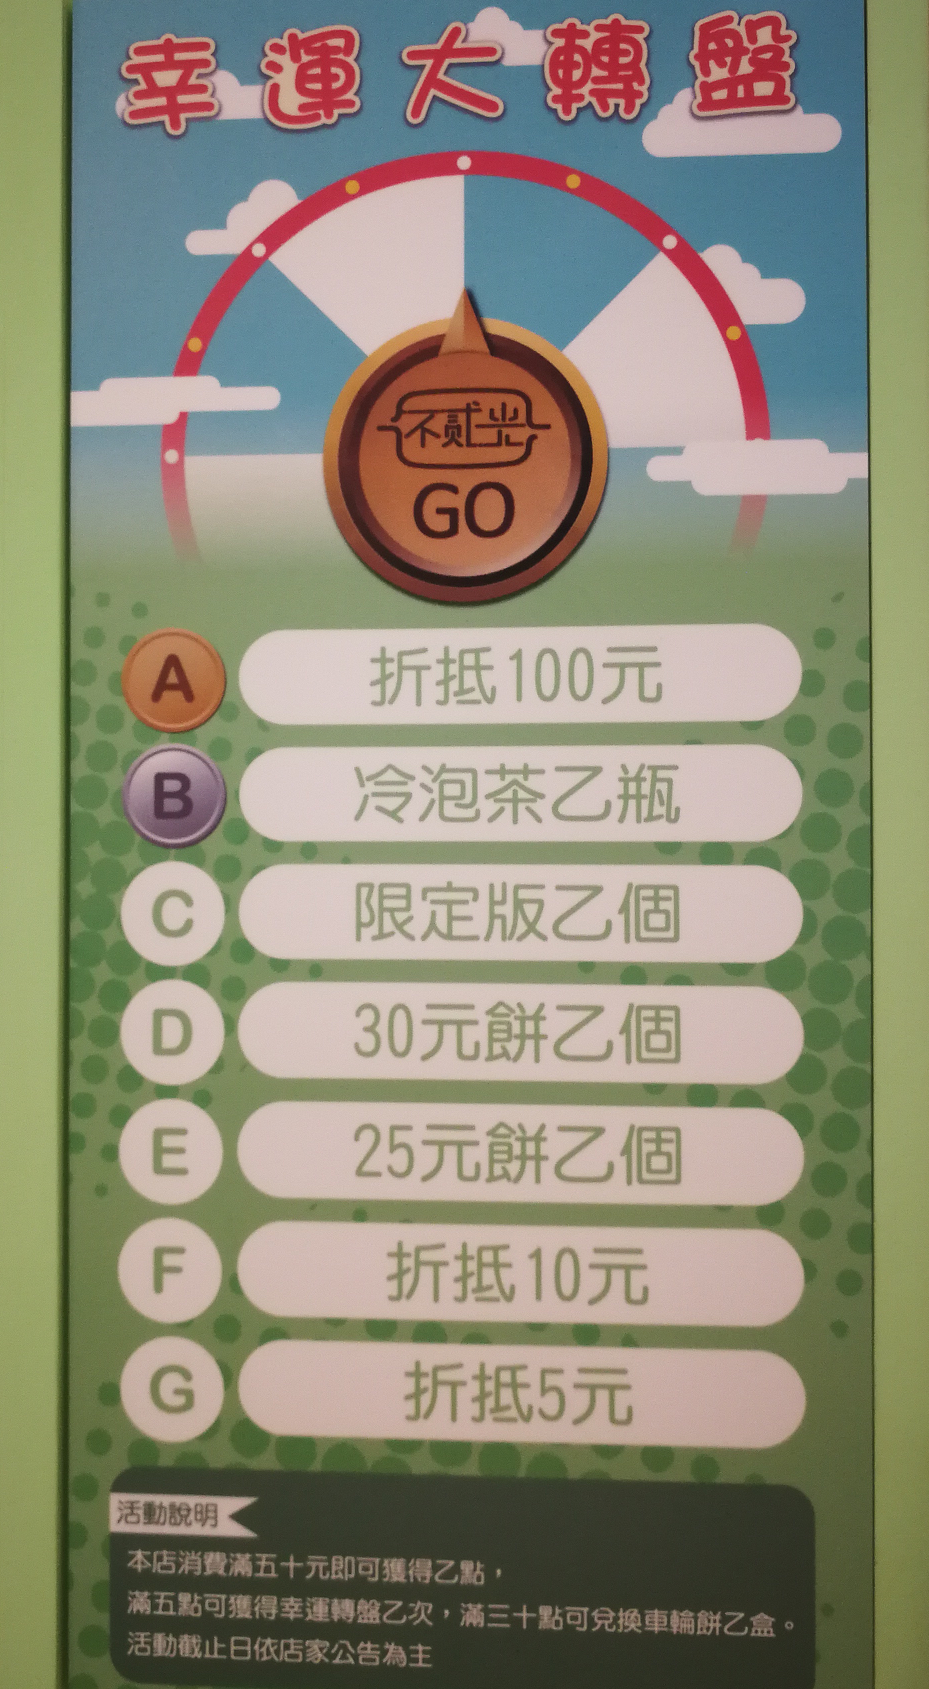 幸運大轉盤
不貳光
GO
A 折抵100元
B 冷泡茶乙瓶
C 限定版乙個
D 30元餅乙個
E 25元餅乙個
F 折抵10元
G 折抵5元
活動說明
本店消費滿五十元即可獲得乙點，
滿五點可獲得幸運轉盤乙次，滿三十點可兌換車輪餅乙盒。
活動截止日依店家公告為主